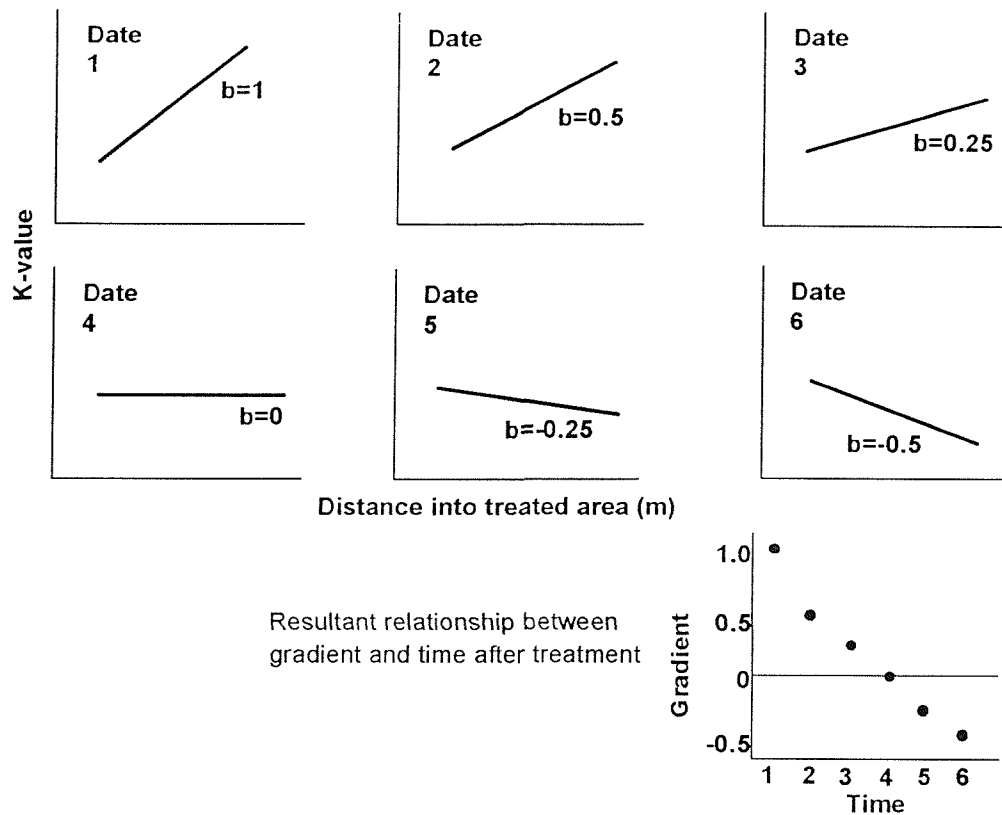 Date
1
b=1
Date
2
b=0.5
Date
3
b=0.25
K-value
Date
4
b=0
Date
5
b=-0.25
Date
6
b=-0.5
Distance into treated area (m)
Resultant relationship between
gradient and time after treatment
Gradient
1.0
0.5
0
-0.5
1 2 3 4 5 6
Time